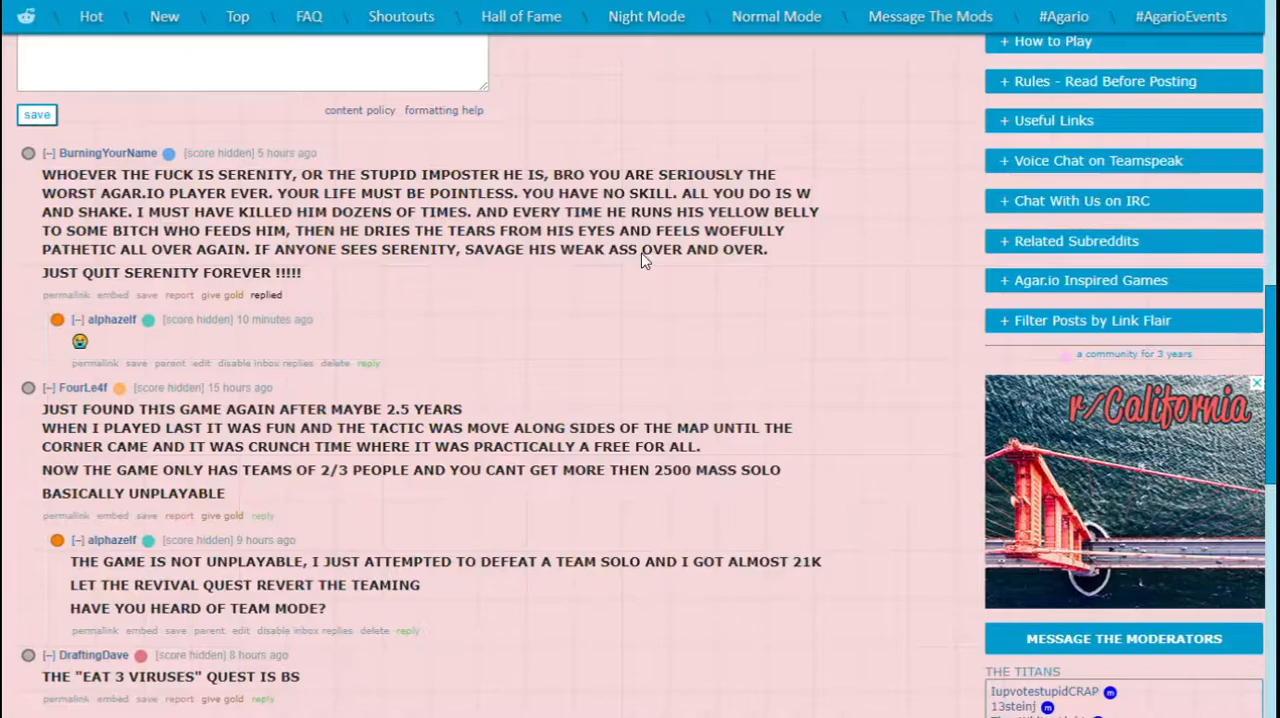 Hot \ New \ Top \ FAQ \ Shoutouts \ Hall of Fame \ Night Mode \ Normal Mode \ Message The Mods \ #Agario \ #AgarioEvents
save
content policy formatting help
[–] BurningYourName [score hidden] 5 hours ago
WHOEVER THE FUCK IS SERENITY, OR THE STUPID IMPOSTER HE IS, BRO YOU ARE SERIOUSLY THE
WORST AGAR.IO PLAYER EVER. YOUR LIFE MUST BE POINTLESS. YOU HAVE NO SKILL. ALL YOU DO IS W
AND SHAKE. I MUST HAVE KILLED HIM DOZENS OF TIMES. AND EVERY TIME HE RUNS HIS YELLOW BELLY
TO SOME BITCH WHO FEEDS HIM, THEN HE DRIES THE TEARS FROM HIS EYES AND FEELS WOEFULLY
PATHETIC ALL OVER AGAIN. IF ANYONE SEES SERENITY, SAVAGE HIS WEAK ASS OVER AND OVER.
JUST QUIT SERENITY FOREVER !!!!!
permalink embed save report give gold replied
[–] alphazelf [score hidden] 10 minutes ago
😭
permalink save parent edit disable inbox replies delete reply
[–] FourLe4f [score hidden] 15 hours ago
JUST FOUND THIS GAME AGAIN AFTER MAYBE 2.5 YEARS
WHEN I PLAYED LAST IT WAS FUN AND THE TACTIC WAS MOVE ALONG SIDES OF THE MAP UNTIL THE
CORNER CAME AND IT WAS CRUNCH TIME WHERE IT WAS PRACTICALLY A FREE FOR ALL.
NOW THE GAME ONLY HAS TEAMS OF 2/3 PEOPLE AND YOU CANT GET MORE THEN 2500 MASS SOLO
BASICALLY UNPLAYABLE
permalink embed save report give gold reply
[–] alphazelf [score hidden] 9 hours ago
THE GAME IS NOT UNPLAYABLE, I JUST ATTEMPTED TO DEFEAT A TEAM SOLO AND I GOT ALMOST 21K
LET THE REVIVAL QUEST REVERT THE TEAMING
HAVE YOU HEARD OF TEAM MODE?
permalink embed save parent edit disable inbox replies delete reply
[–] DraftingDave [score hidden] 8 hours ago
THE "EAT 3 VIRUSES" QUEST IS BS
permalink embed save report give gold reply
+ How to Play
+ Rules - Read Before Posting
+ Useful Links
+ Voice Chat on Teamspeak
+ Chat With Us on IRC
+ Related Subreddits
+ Agar.io Inspired Games
+ Filter Posts by Link Flair
a community for 3 years
r/California
MESSAGE THE MODERATORS
THE TITANS
IupvotestupidCRAP m
13steinj m